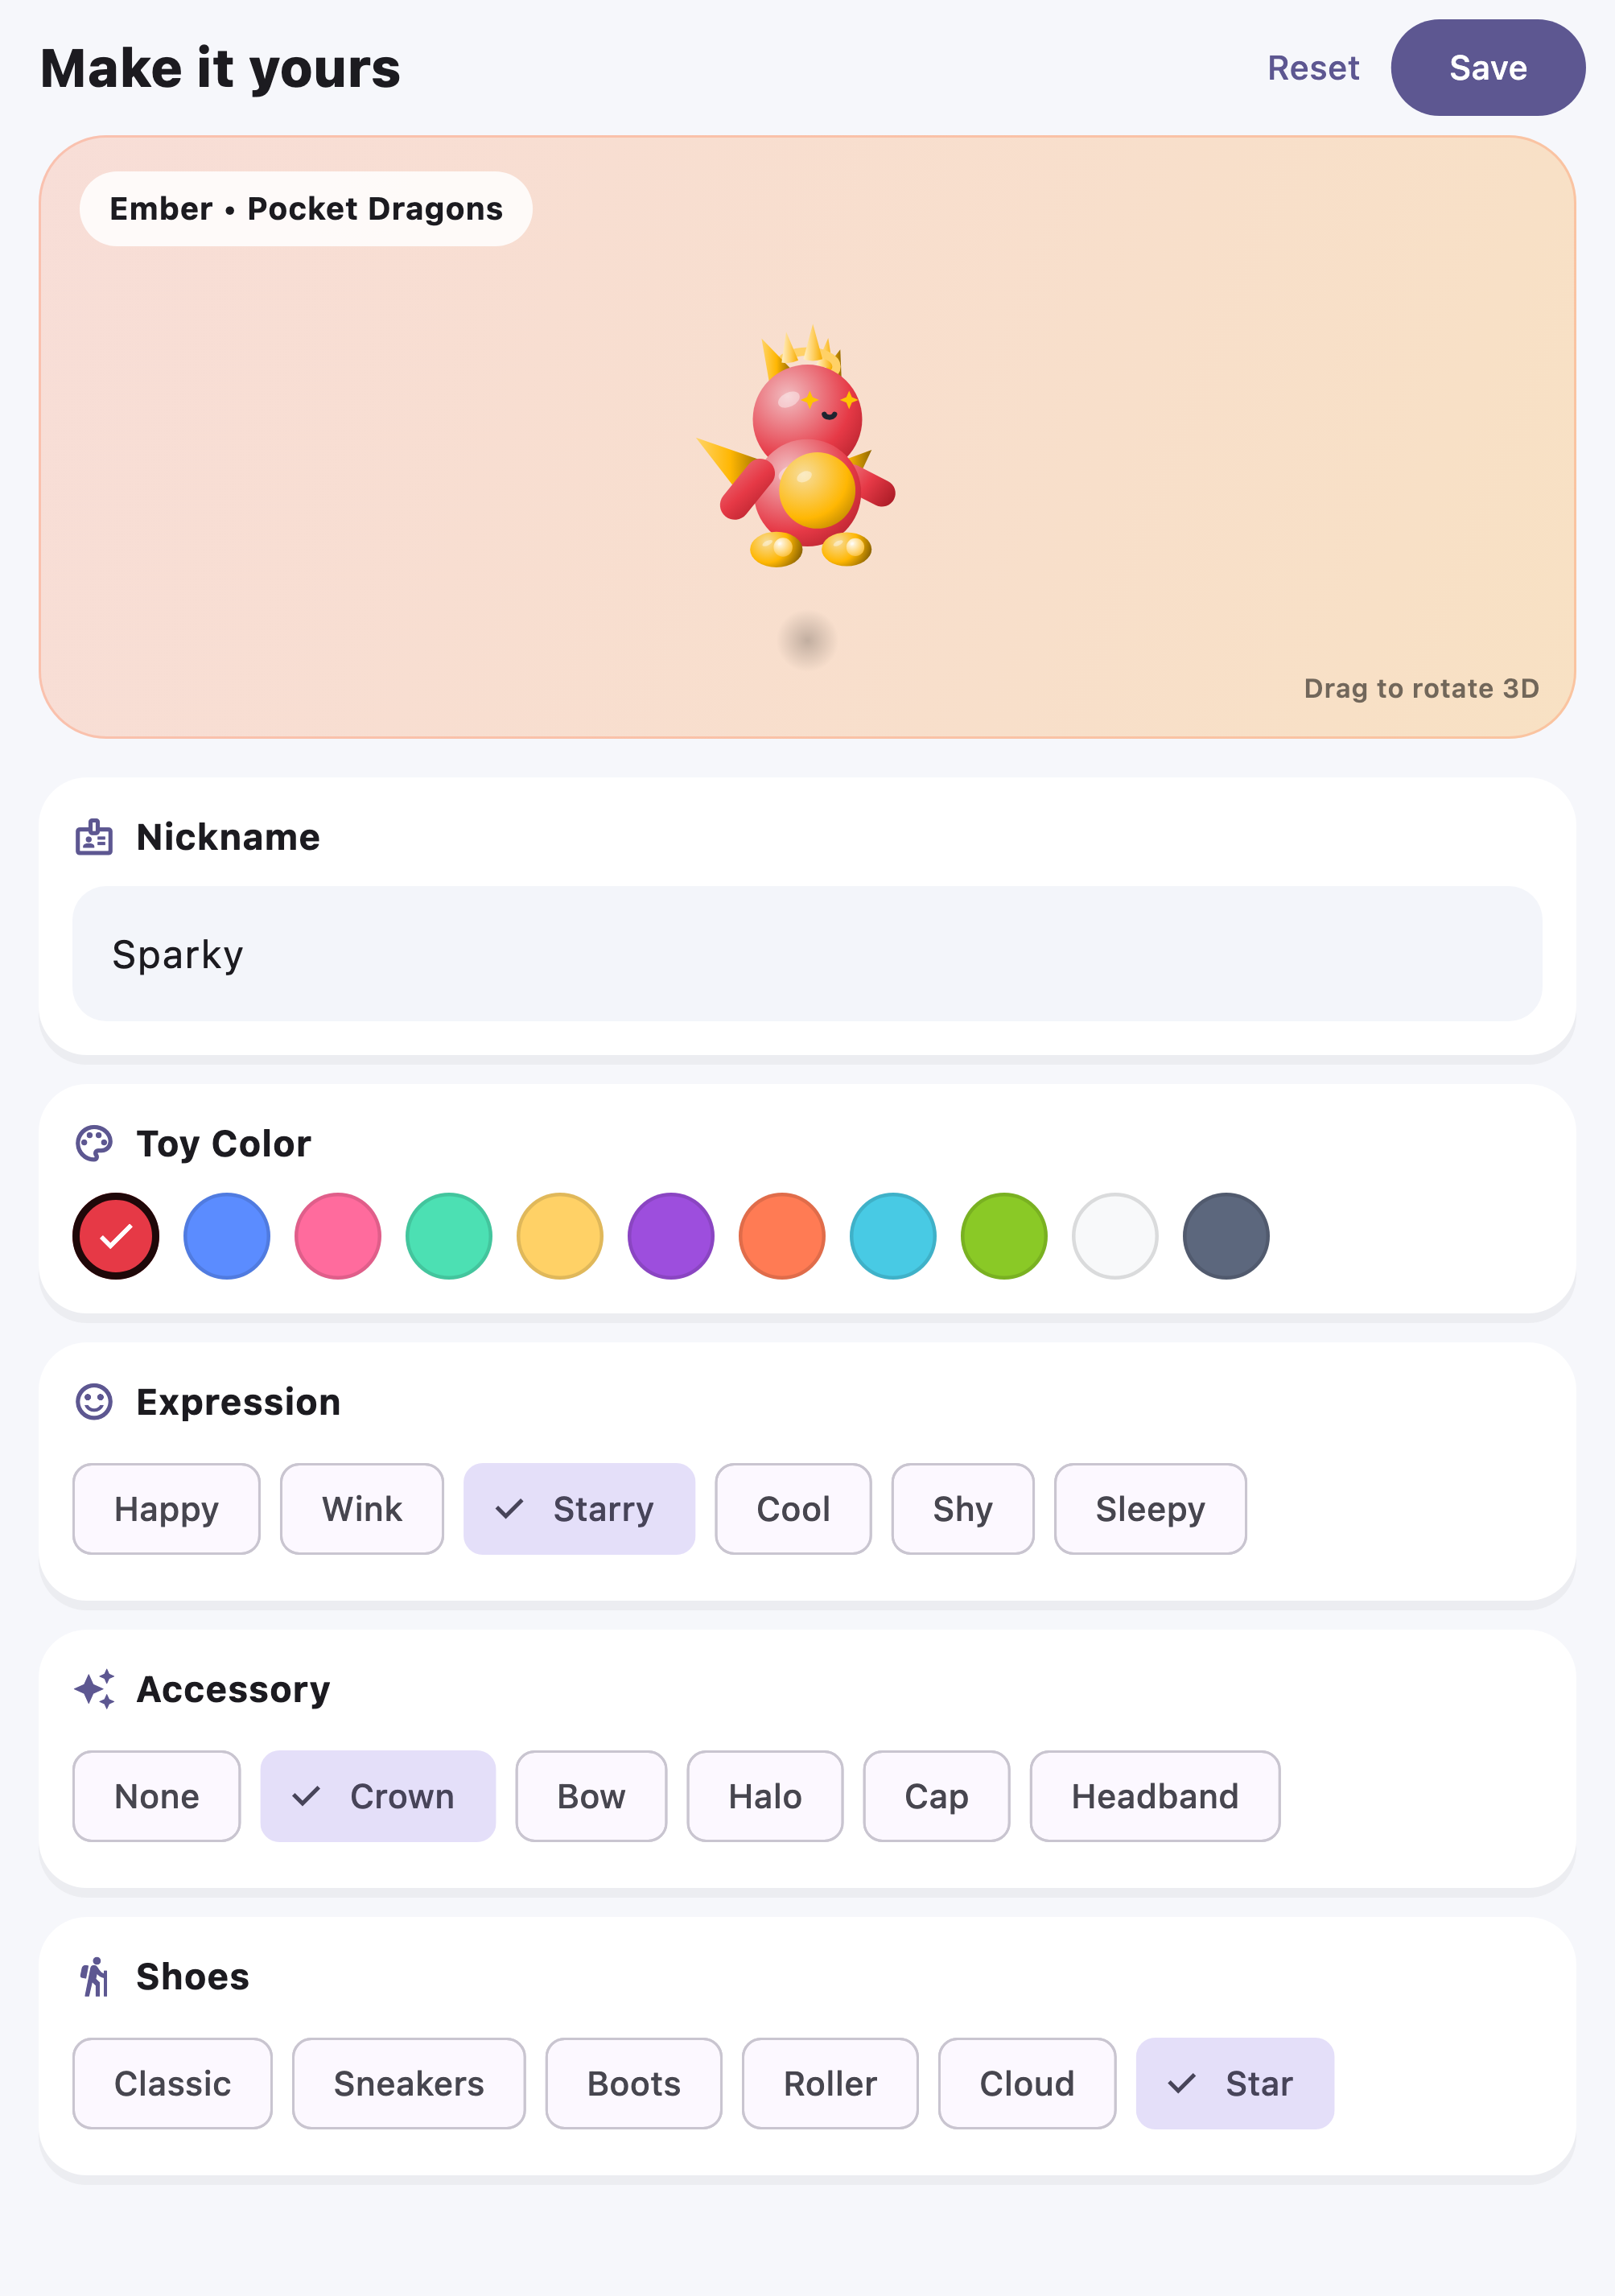 Make it yours
Reset
Save
Ember • Pocket Dragons
Drag to rotate 3D
Nickname
Sparky
Toy Color
Expression
Happy
Wink
Starry
Cool
Shy
Sleepy
Accessory
None
Crown
Bow
Halo
Cap
Headband
Shoes
Classic
Sneakers
Boots
Roller
Cloud
Star